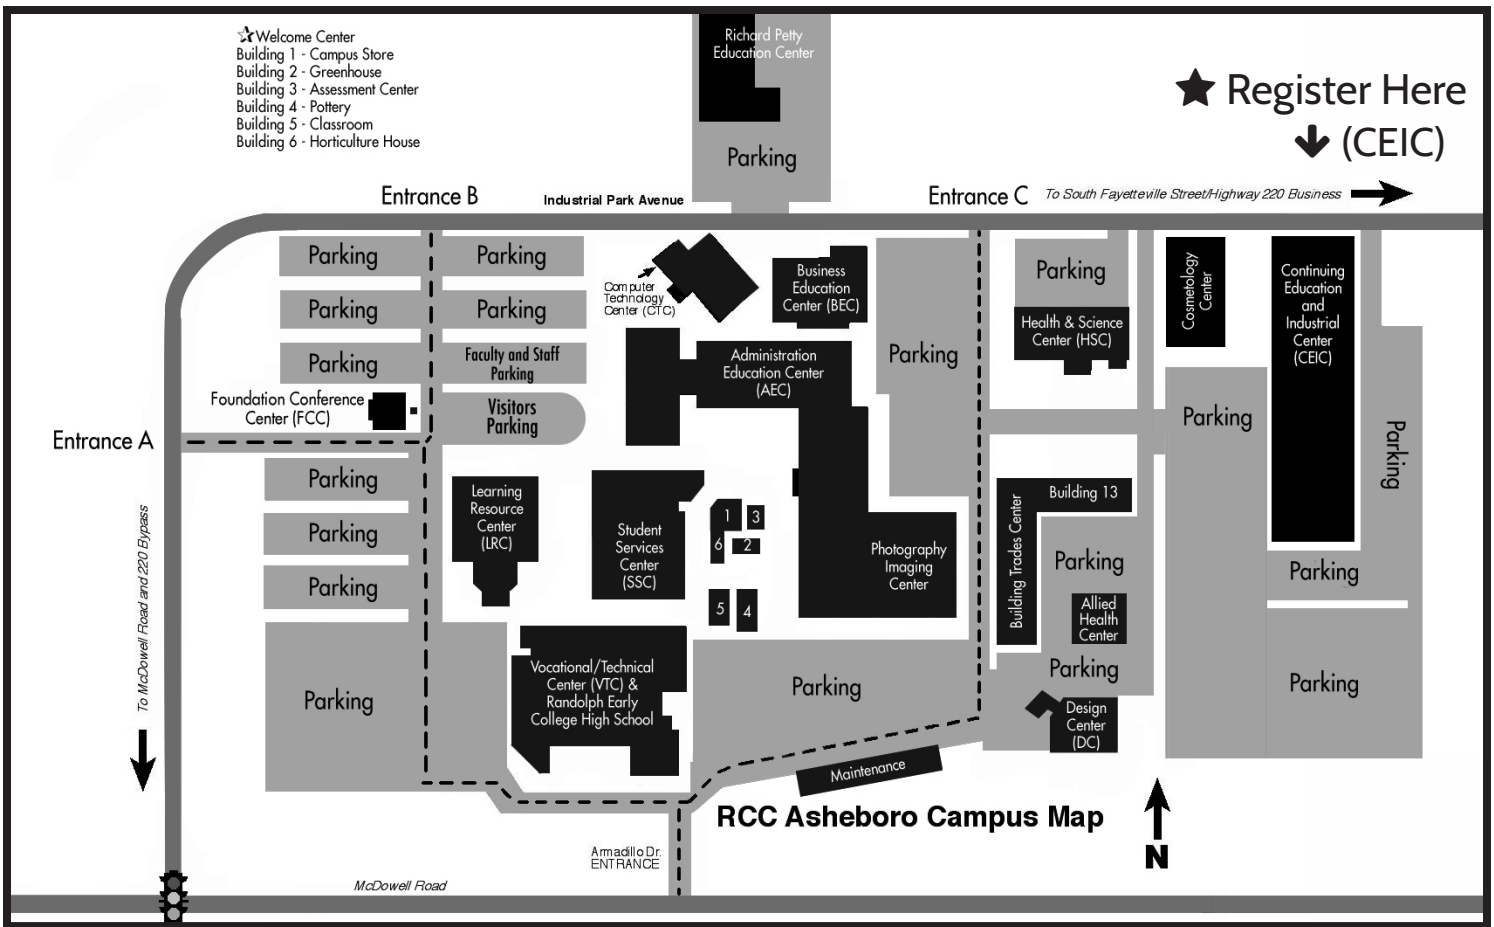 Welcome Center
Building 1 - Campus Store
Building 2 - Greenhouse
Building 3 - Assessment Center
Building 4 - Pottery
Building 5 - Classroom
Building 6 - Horticulture House
Richard Petty
Education Center
Parking
Register Here
(CEIC)
Entrance B
Industrial Park Avenue
Entrance C
To South Fayetteville Street/Highway 220 Business
Parking
Parking
Parking
Parking
Parking
Faculty and Staff
Parking
Visitors
Parking
Foundation Conference
Center (FCC)
Entrance A
Computer
Technology
Center (CTC)
Business
Education
Center (BEC)
Administration
Education Center
(AEC)
Parking
Parking
Health & Science
Center (HSC)
Cosmetology
Center
Continuing
Education
and
Industrial
Center
(CEIC)
Parking
Parking
Parking
Parking
Parking
Parking
To McDowell Road and 220 Bypass
Learning
Resource
Center
(LRC)
Student
Services
Center
(SSC)
1
3
6
2
5
4
Photography
Imaging
Center
Building 13
Building Trades Center
Parking
Allied
Health
Center
Parking
Design
Center
(DC)
Parking
Parking
Vocational/Technical
Center (VTC) &
Randolph Early
College High School
Parking
Maintenance
RCC Asheboro Campus Map
N
Armadillo Dr.
ENTRANCE
McDowell Road